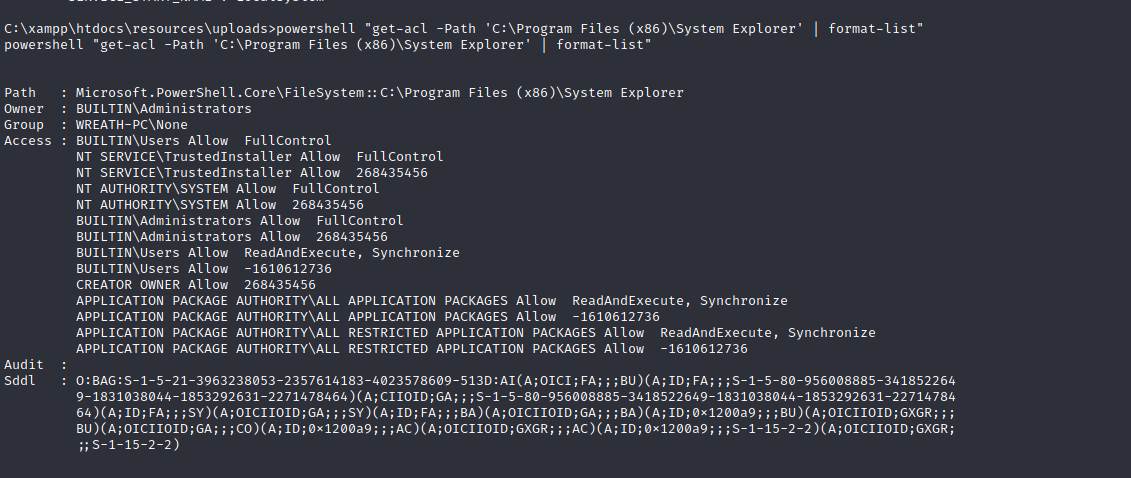 C:\xampp\htdocs\resources\uploads>powershell "get-acl -Path 'C:\Program Files (x86)\System Explorer' | format-list"
powershell "get-acl -Path 'C:\Program Files (x86)\System Explorer' | format-list"
Path   : Microsoft.PowerShell.Core\FileSystem::C:\Program Files (x86)\System Explorer
Owner  : BUILTIN\Administrators
Group  : WREATH-PC\None
Access : BUILTIN\Users Allow  FullControl
         NT SERVICE\TrustedInstaller Allow  FullControl
         NT SERVICE\TrustedInstaller Allow  268435456
         NT AUTHORITY\SYSTEM Allow  FullControl
         NT AUTHORITY\SYSTEM Allow  268435456
         BUILTIN\Administrators Allow  FullControl
         BUILTIN\Administrators Allow  268435456
         BUILTIN\Users Allow  ReadAndExecute, Synchronize
         BUILTIN\Users Allow  -1610612736
         CREATOR OWNER Allow  268435456
         APPLICATION PACKAGE AUTHORITY\ALL APPLICATION PACKAGES Allow  ReadAndExecute, Synchronize
         APPLICATION PACKAGE AUTHORITY\ALL APPLICATION PACKAGES Allow  -1610612736
         APPLICATION PACKAGE AUTHORITY\ALL RESTRICTED APPLICATION PACKAGES Allow  ReadAndExecute, Synchronize
         APPLICATION PACKAGE AUTHORITY\ALL RESTRICTED APPLICATION PACKAGES Allow  -1610612736
Audit  :
Sddl   : O:BAG:S-1-5-21-3963238053-2357614183-4023578609-513D:AI(A;OICI;FA;;;BU)(A;ID;FA;;;S-1-5-80-956008885-341852264
         9-1831038044-1853292631-2271478464)(A;CIIOID;GA;;;S-1-5-80-956008885-3418522649-1831038044-1853292631-22714784
         64)(A;ID;FA;;;SY)(A;OICIIOID;GA;;;SY)(A;ID;FA;;;BA)(A;OICIIOID;GA;;;BA)(A;ID;0×1200a9;;;BU)(A;OICIIOID;GXGR;;;
         BU)(A;OICIIOID;GA;;;CO)(A;ID;0×1200a9;;;AC)(A;OICIIOID;GXGR;;;AC)(A;ID;0×1200a9;;;S-1-15-2-2)(A;OICIIOID;GXGR;
         ;;S-1-15-2-2)